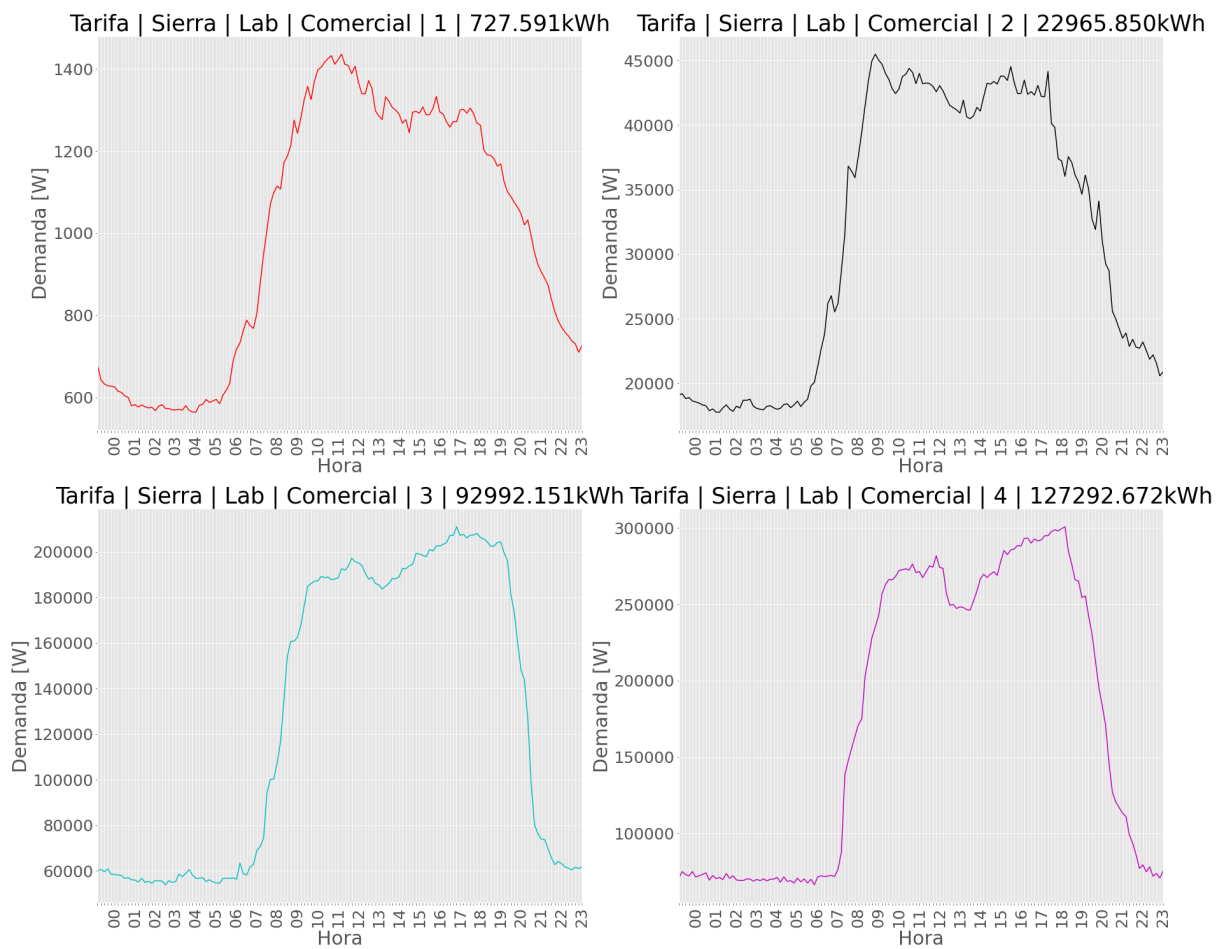 Tarifa | Sierra | Lab | Comercial | 1 | 727.591kWh
Tarifa | Sierra | Lab | Comercial | 2 | 22965.850kWh
Demanda [W]
1400
1200
1000
800
600
00 01 02 03 04 05 06 07 08 09 10 11 12 13 14 15 16 17 18 19 20 21 22 23
Hora
Demanda [W]
45000
40000
35000
30000
25000
20000
00 01 02 03 04 05 06 07 08 09 10 11 12 13 14 15 16 17 18 19 20 21 22 23
Hora
Tarifa | Sierra | Lab | Comercial | 3 | 92992.151kWh
Tarifa | Sierra | Lab | Comercial | 4 | 127292.672kWh
Demanda [W]
200000
180000
160000
140000
120000
100000
80000
60000
00 01 02 03 04 05 06 07 08 09 10 11 12 13 14 15 16 17 18 19 20 21 22 23
Hora
Demanda [W]
300000
250000
200000
150000
100000
00 01 02 03 04 05 06 07 08 09 10 11 12 13 14 15 16 17 18 19 20 21 22 23
Hora